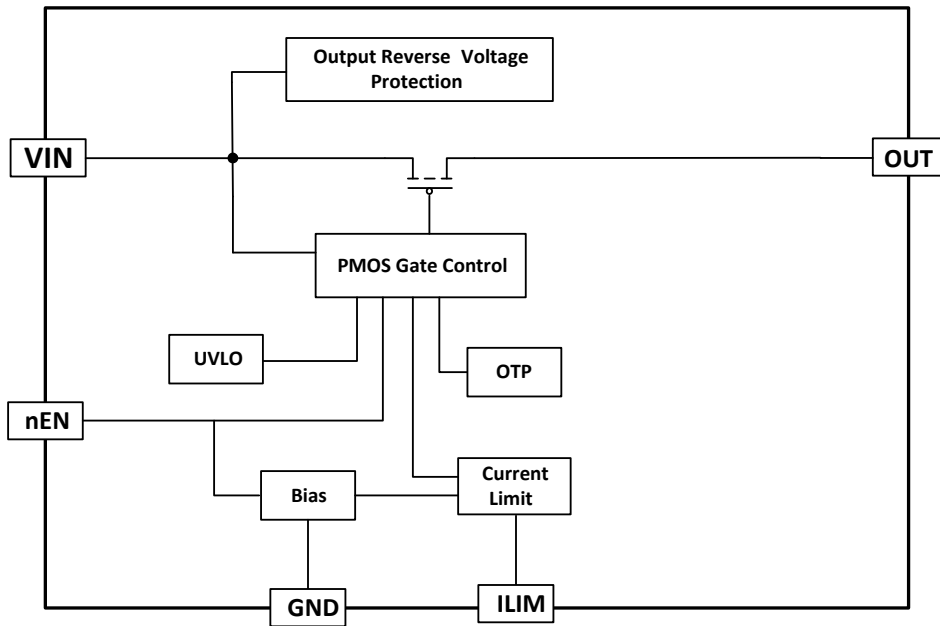 Output Reverse Voltage
Protection
VIN
OUT
PMOS Gate Control
UVLO
OTP
nEN
Current
Limit
Bias
GND
ILIM